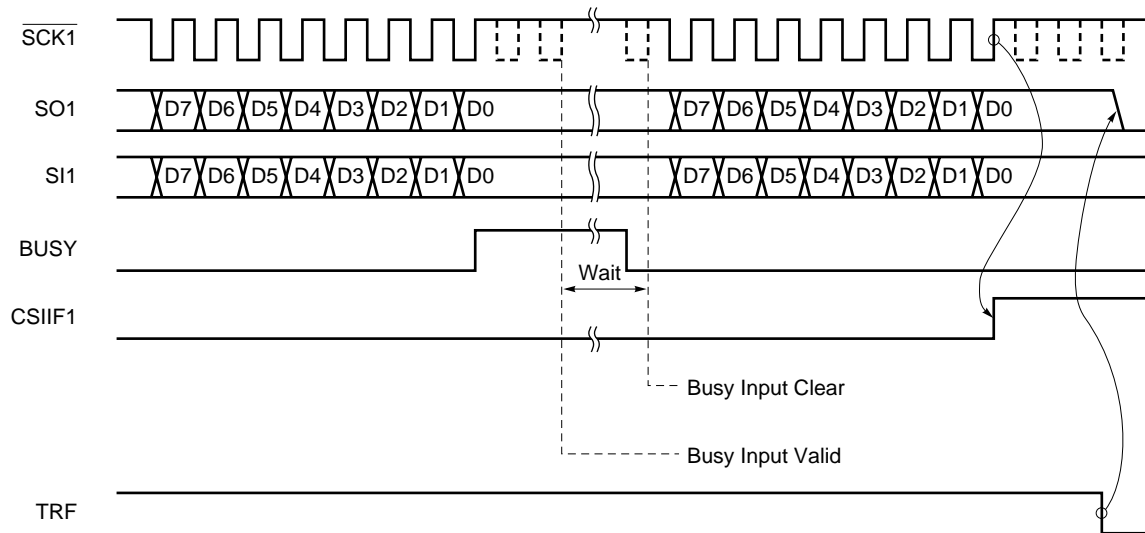 SCK1
SO1 D7 D6 D5 D4 D3 D2 D1 D0 D7 D6 D5 D4 D3 D2 D1 D0
SI1 D7 D6 D5 D4 D3 D2 D1 D0 D7 D6 D5 D4 D3 D2 D1 D0
BUSY
Wait
CSIIF1
Busy Input Clear
Busy Input Valid
TRF